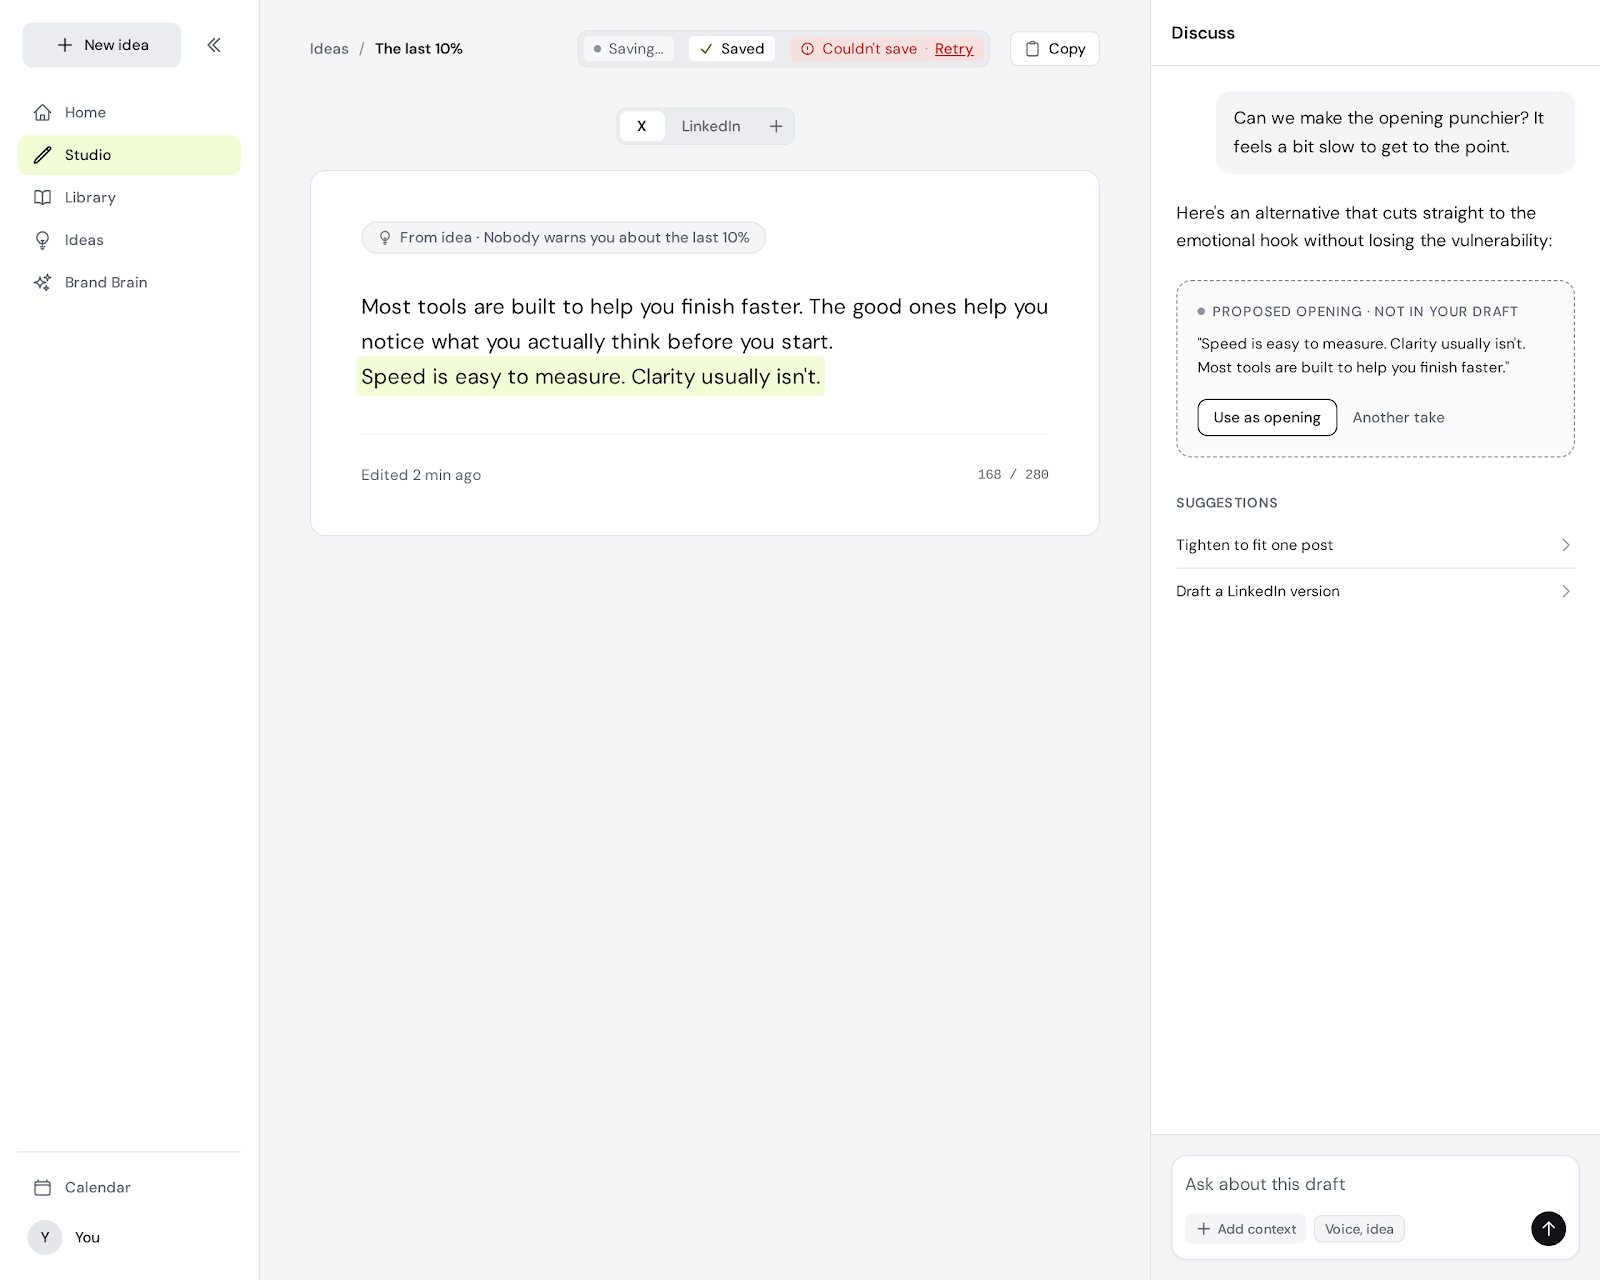 New idea
Home
Studio
Library
Ideas
Brand Brain
Calendar
Y
You
Ideas / The last 10%
Saving...
Saved
Couldn't save · Retry
Copy
X
LinkedIn
From idea · Nobody warns you about the last 10%
Most tools are built to help you finish faster. The good ones help you
notice what you actually think before you start.
Speed is easy to measure. Clarity usually isn't.
Edited 2 min ago
168 / 280
Discuss
Can we make the opening punchier? It
feels a bit slow to get to the point.
Here's an alternative that cuts straight to the
emotional hook without losing the vulnerability:
PROPOSED OPENING · NOT IN YOUR DRAFT
"Speed is easy to measure. Clarity usually isn't.
Most tools are built to help you finish faster."
Use as opening
Another take
SUGGESTIONS
Tighten to fit one post
Draft a LinkedIn version
Ask about this draft
Add context
Voice, idea